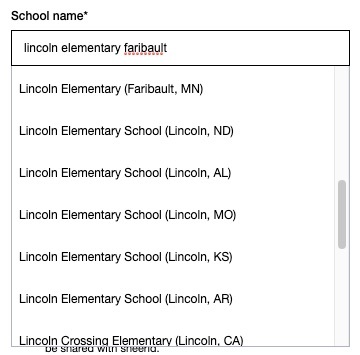 School name*
lincoln elementary faribault
Lincoln Elementary (Faribault, MN)
Lincoln Elementary School (Lincoln, ND)
Lincoln Elementary School (Lincoln, AL)
Lincoln Elementary School (Lincoln, MO)
Lincoln Elementary School (Lincoln, KS)
Lincoln Elementary School (Lincoln, AR)
Lincoln Crossing Elementary (Lincoln, CA)
be shared with sheerid.